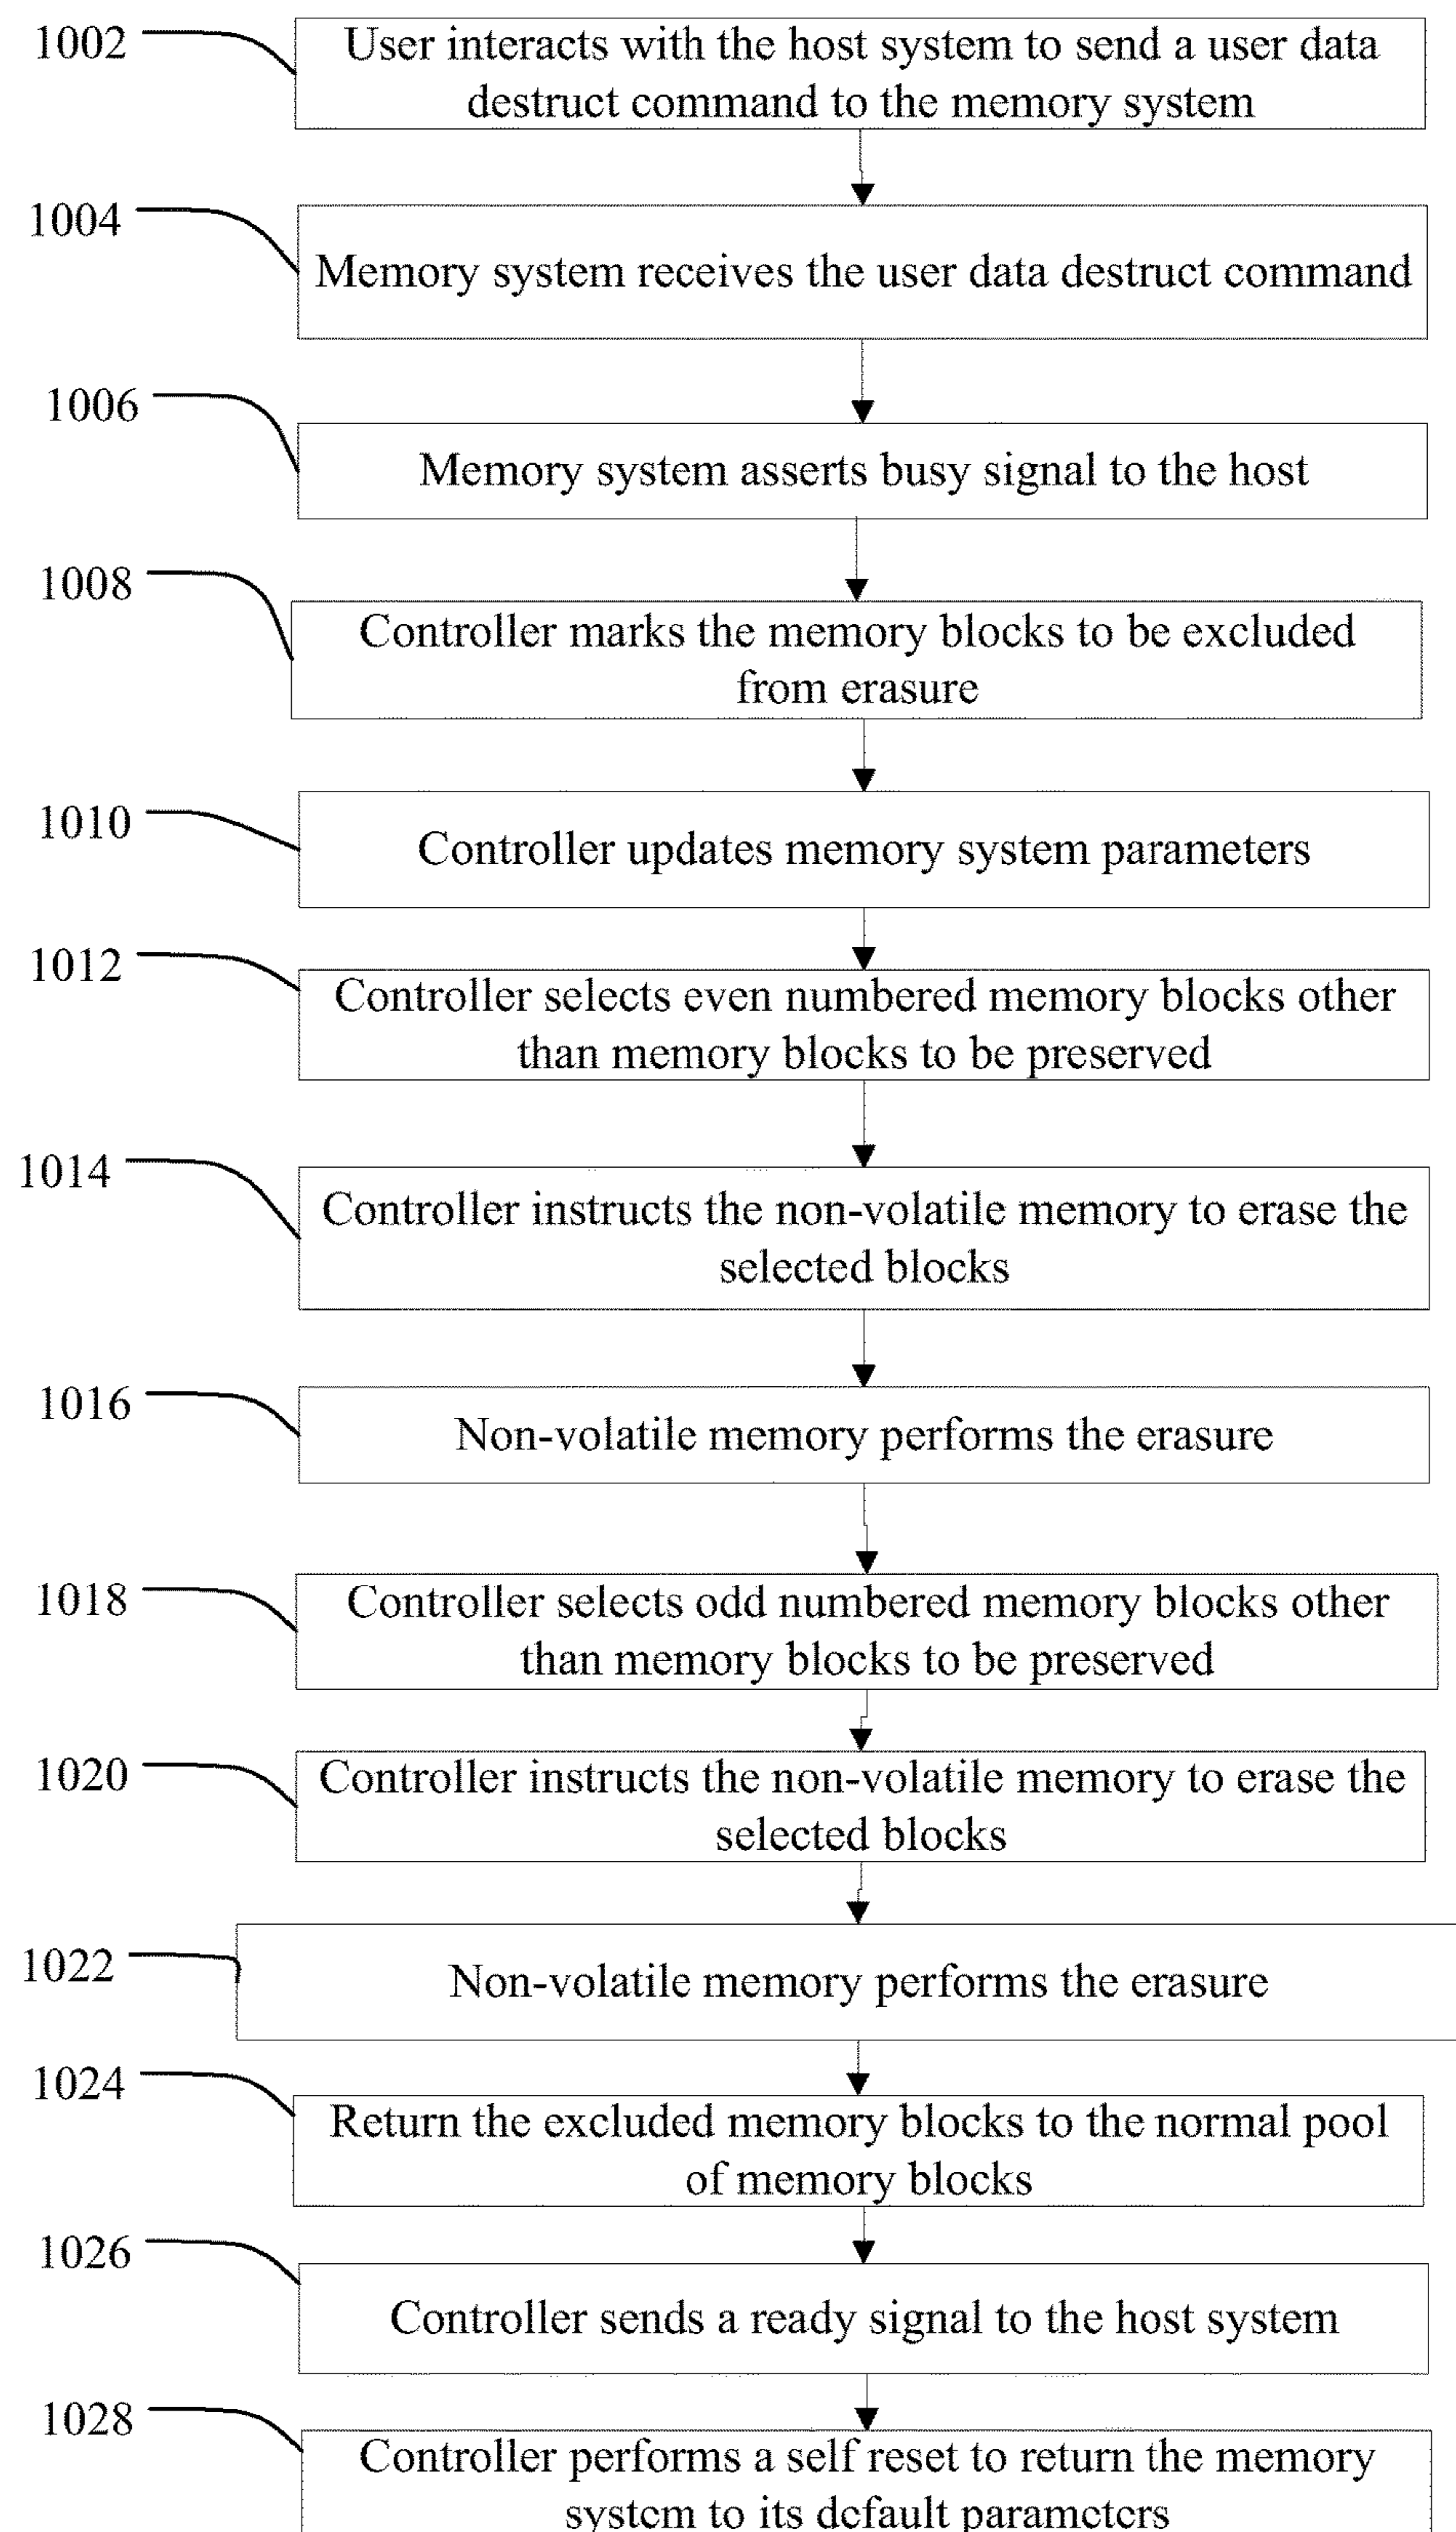 1002
User interacts with the host system to send a user data
destruct command to the memory system
1004
Memory system receives the user data destruct command
1006
Memory system asserts busy signal to the host
1008
Controller marks the memory blocks to be excluded
from erasure
1010
Controller updates memory system parameters
1012
Controller selects even numbered memory blocks other
than memory blocks to be preserved
1014
Controller instructs the non-volatile memory to erase the
selected blocks
1016
Non-volatile memory performs the erasure
1018
Controller selects odd numbered memory blocks other
than memory blocks to be preserved
1020
Controller instructs the non-volatile memory to erase the
selected blocks
1022
Non-volatile memory performs the erasure
1024
Return the excluded memory blocks to the normal pool
of memory blocks
1026
Controller sends a ready signal to the host system
1028
Controller performs a self reset to return the memory
system to its default parameters